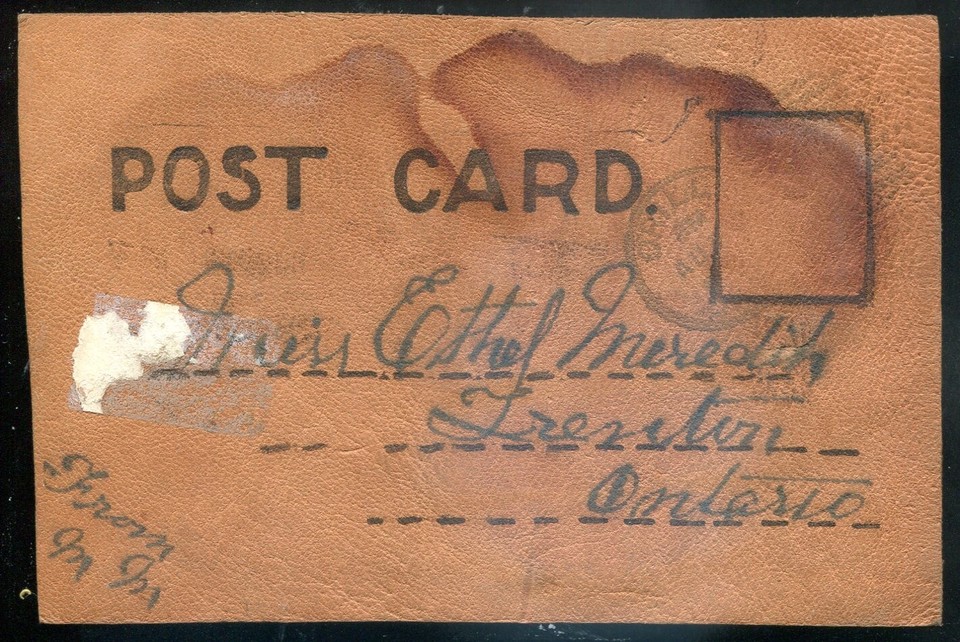 POST CARD.
Miss Ethel Meredith
Trenton
Ontario
From
M M